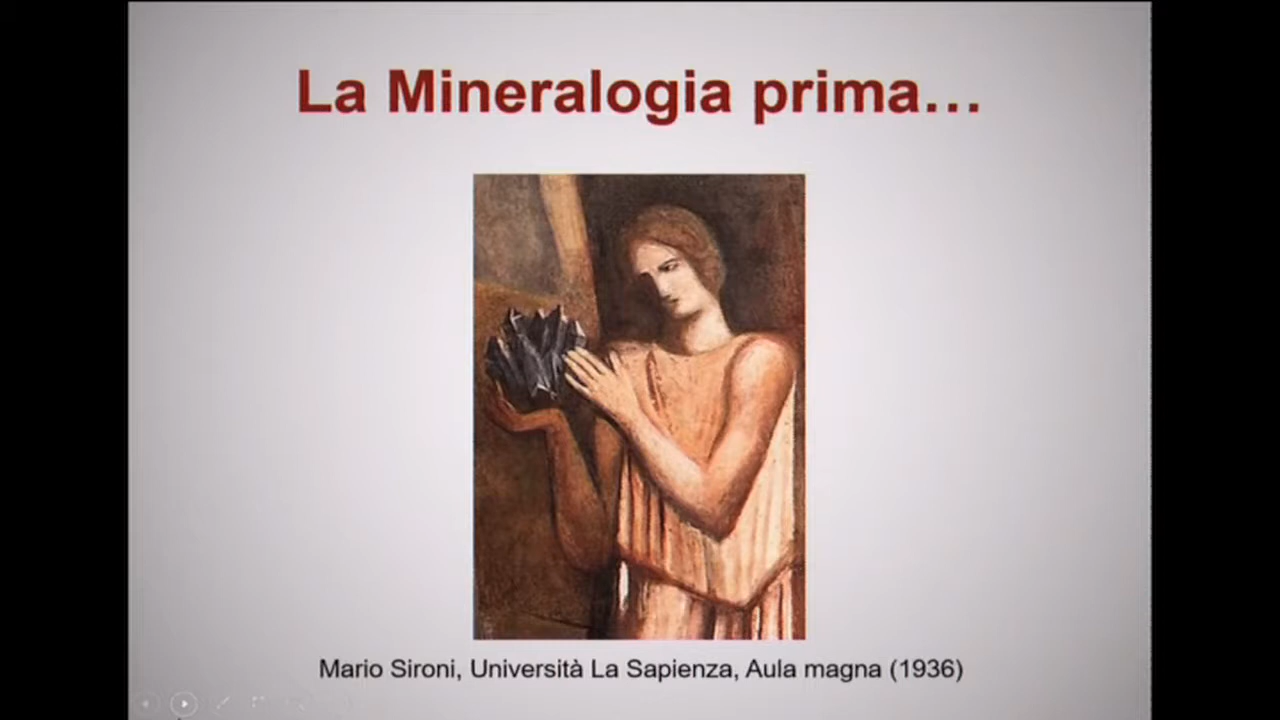 La Mineralogia prima…
Mario Sironi, Università La Sapienza, Aula magna (1936)